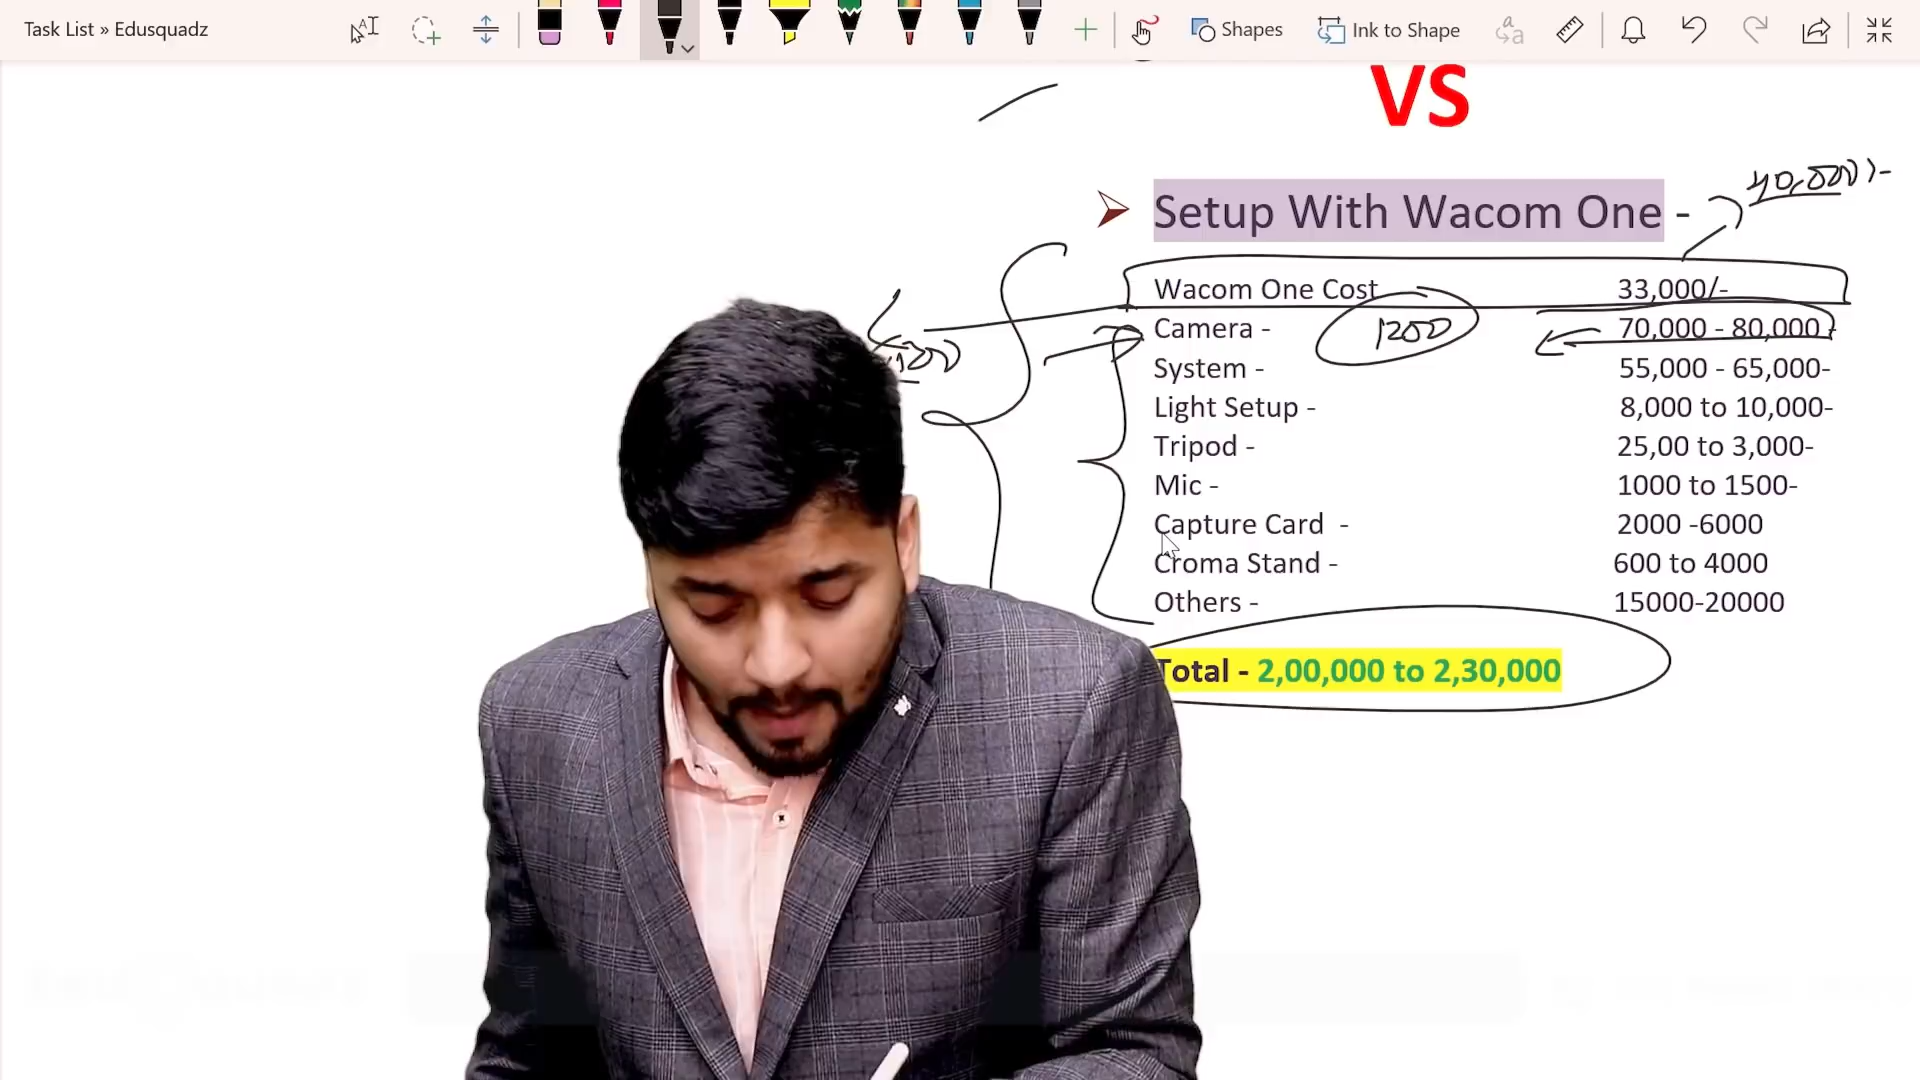 Task List » Edusquadz
Shapes
Ink to Shape
VS
40,000/-
Setup With Wacom One -
Wacom One Cost 33,000/-
Camera - 1200 70,000 - 80,000-
System - 55,000 - 65,000-
Light Setup - 8,000 to 10,000-
Tripod - 25,00 to 3,000-
Mic - 1000 to 1500-
Capture Card - 2000 -6000
Croma Stand - 600 to 4000
Others - 15000-20000
Total - 2,00,000 to 2,30,000